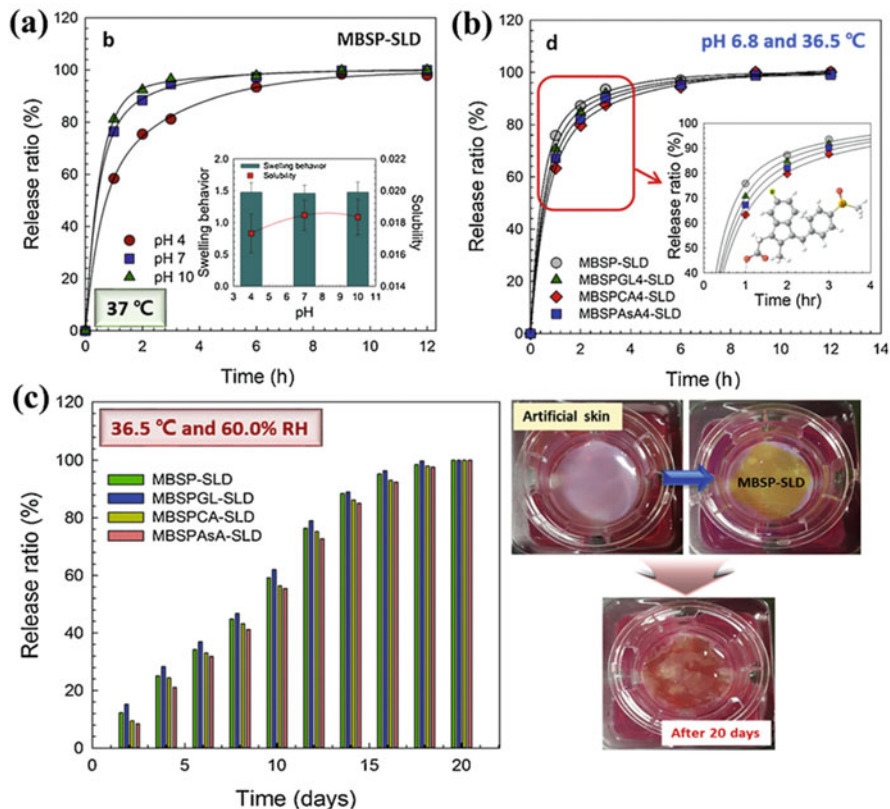 (a)
b
MBSP-SLD
Release ratio (%)
120
100
80
60
40
20
0
Swelling behavior
Solubility
Swelling behavior
2.0
1.5
1.0
0.5
0.0
Solubility
0.022
0.020
0.018
0.016
0.014
3 4 5 6 7 8 9 10 11
pH
pH 4
pH 7
pH 10
37 ℃
0 2 4 6 8 10 12
Time (h)
(b)
d
pH 6.8 and 36.5 ℃
Release ratio (%)
120
100
80
60
40
20
0
Release ratio (%)
100
90
80
70
60
50
40
0 1 2 3 4
Time (hr)
MBSP-SLD
MBSPGL4-SLD
MBSPCA4-SLD
MBSPAsA4-SLD
0 2 4 6 8 10 12 14
Time (h)
(c)
36.5 ℃ and 60.0% RH
Release ratio (%)
120
100
80
60
40
20
0
MBSP-SLD
MBSPGL-SLD
MBSPCA-SLD
MBSPAsA-SLD
0 5 10 15 20
Time (days)
Artificial skin
MBSP-SLD
After 20 days